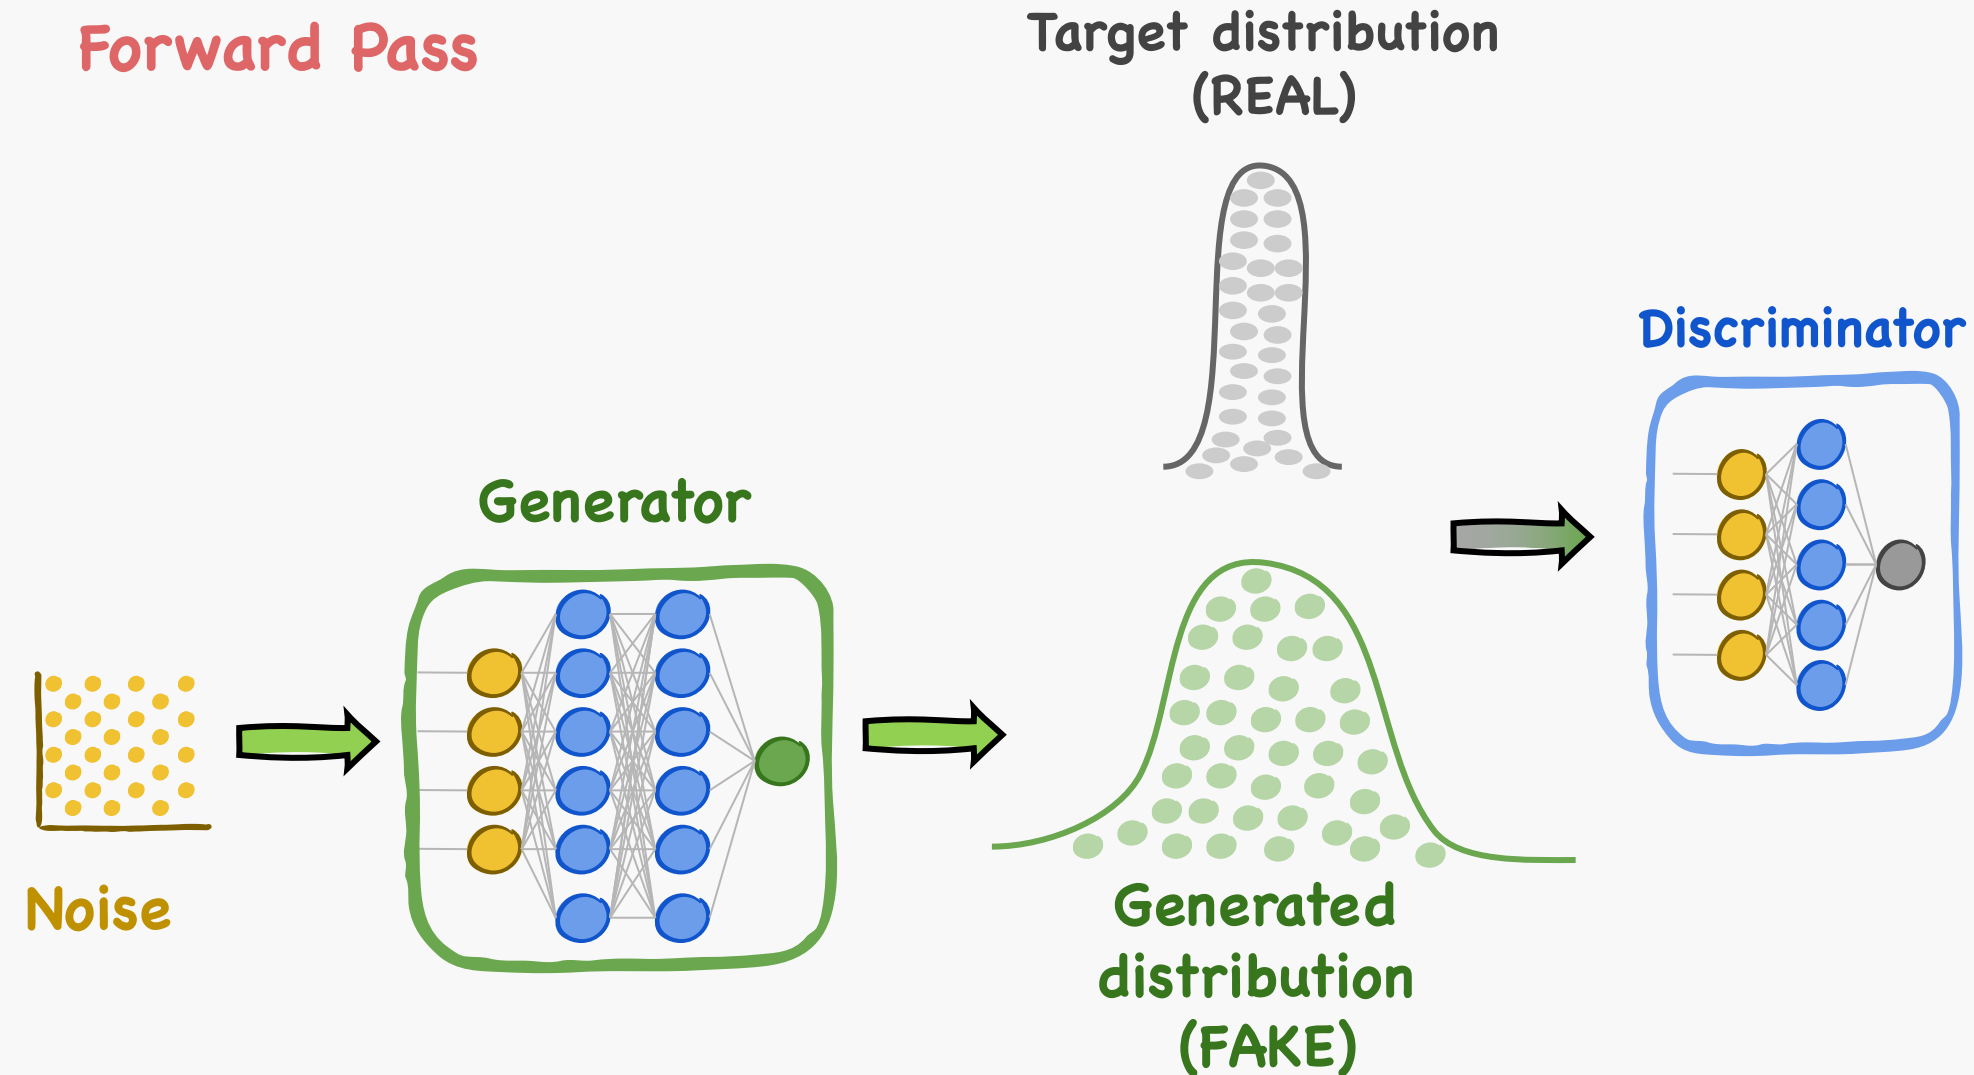 Forward Pass
Target distribution
(REAL)
Discriminator
Generator
Noise
Generated
distribution
(FAKE)